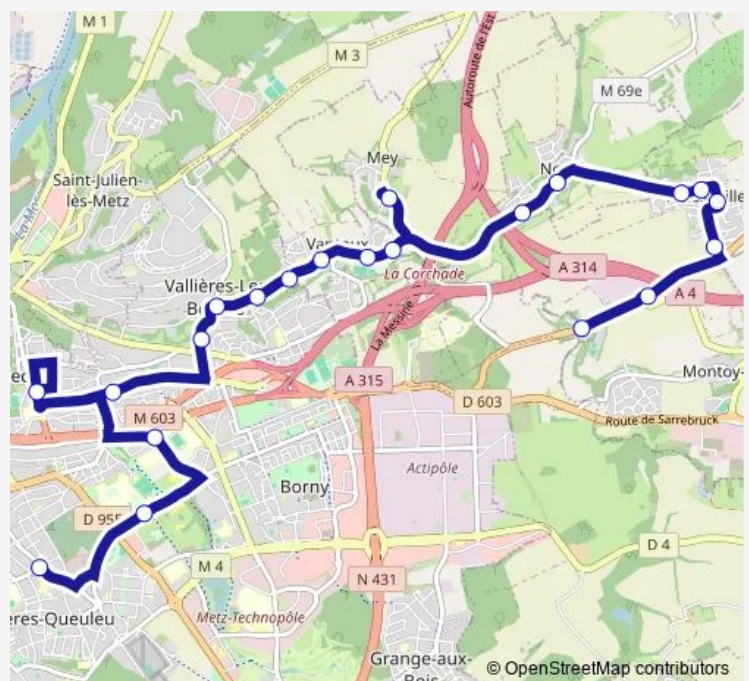 M 1
M 3
M 69e
Mey
Saint-Julien-
lès-Metz
Autoroute de l'Est
La Corchade
A 314
Vallières-Les-
A 4
La Messine
A 315
Montoy-
D 603
M 603
Route de Sarrebruck
Actipôle
Borny
D 955
M 4
D 4
N 431
Metz-Technopôle
Grange-aux-
Bois
© OpenStreetMap contributors